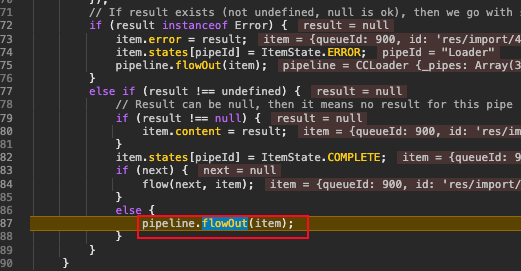 71 // If result exists (not undefined, null is ok), then we go with
72 if (result instanceof Error) { result = null
73 item.error = result; item = {queueId: 900, id: 'res/import/4
74 item.states[pipeId] = ItemState.ERROR; pipeId = "Loader"
75 pipeline.flowOut(item); pipeline = CCLoader {_pipes: Array(3
76 }
77 else if (result !== undefined) { result = null
78 // Result can be null, then it means no result for this pipe
79 if (result !== null) { result = null
80 item.content = result; item = {queueId: 900, id: 'res/im
81 }
82 item.states[pipeId] = ItemState.COMPLETE; item = {queueId: 900,
83 if (next) { next = null
84 flow(next, item); item = {queueId: 900, id: 'res/import/
85 }
86 else {
87 pipeline.flowOut(item);
88 }
89 }
90 }